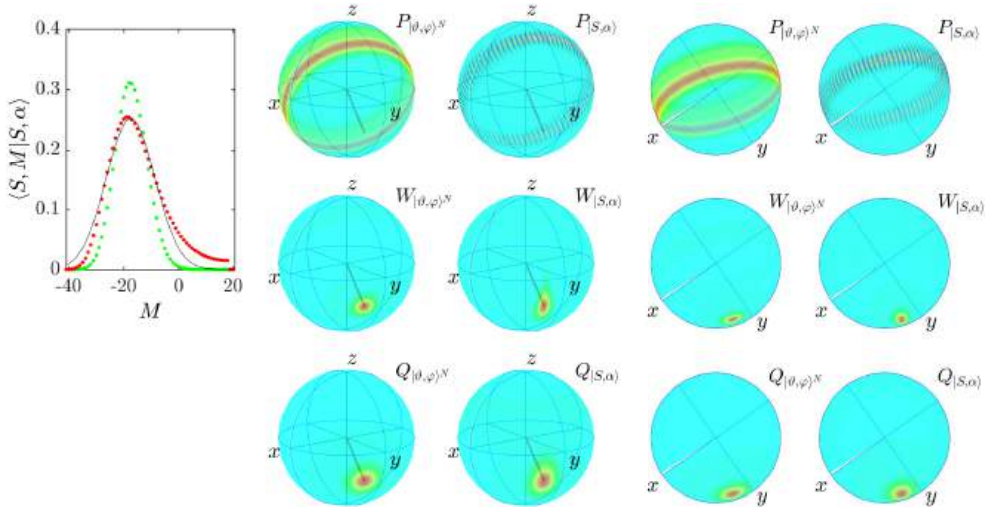 0.4
0.3
0.2
0.1
0
-40 -20 0 20
M
⟨S, M|S, α⟩
z P|ϑ,φ⟩ᴺ z P|S,α⟩ P|ϑ,φ⟩ᴺ P|S,α⟩
x y x y x y x y
z W|ϑ,φ⟩ᴺ z W|S,α⟩ W|ϑ,φ⟩ᴺ W|S,α⟩
x y x y x y x y
z Q|ϑ,φ⟩ᴺ z Q|S,α⟩ Q|ϑ,φ⟩ᴺ Q|S,α⟩
x y x y x y x y